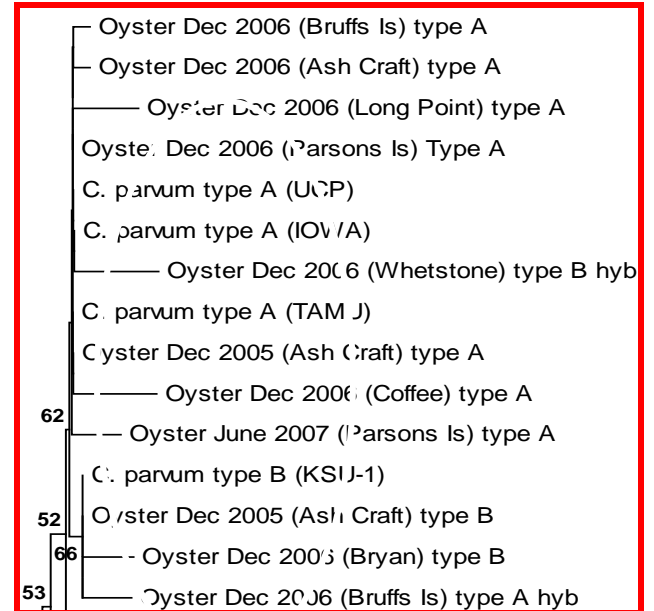 Oyster Dec 2006 (Bruffs Is) type A
Oyster Dec 2006 (Ash Craft) type A
Oyster Dec 2006 (Long Point) type A
Oyster Dec 2006 (Parsons Is) Type A
C. parvum type A (UCP)
C. parvum type A (IOWA)
Oyster Dec 2006 (Whetstone) type B hyb
C. parvum type A (TAMU)
Oyster Dec 2005 (Ash Craft) type A
Oyster Dec 2006 (Coffee) type A
62
Oyster June 2007 (Parsons Is) type A
C. parvum type B (KSU-1)
52
Oyster Dec 2005 (Ash Craft) type B
66
Oyster Dec 2006 (Bryan) type B
53
Oyster Dec 2006 (Bruffs Is) type A hyb